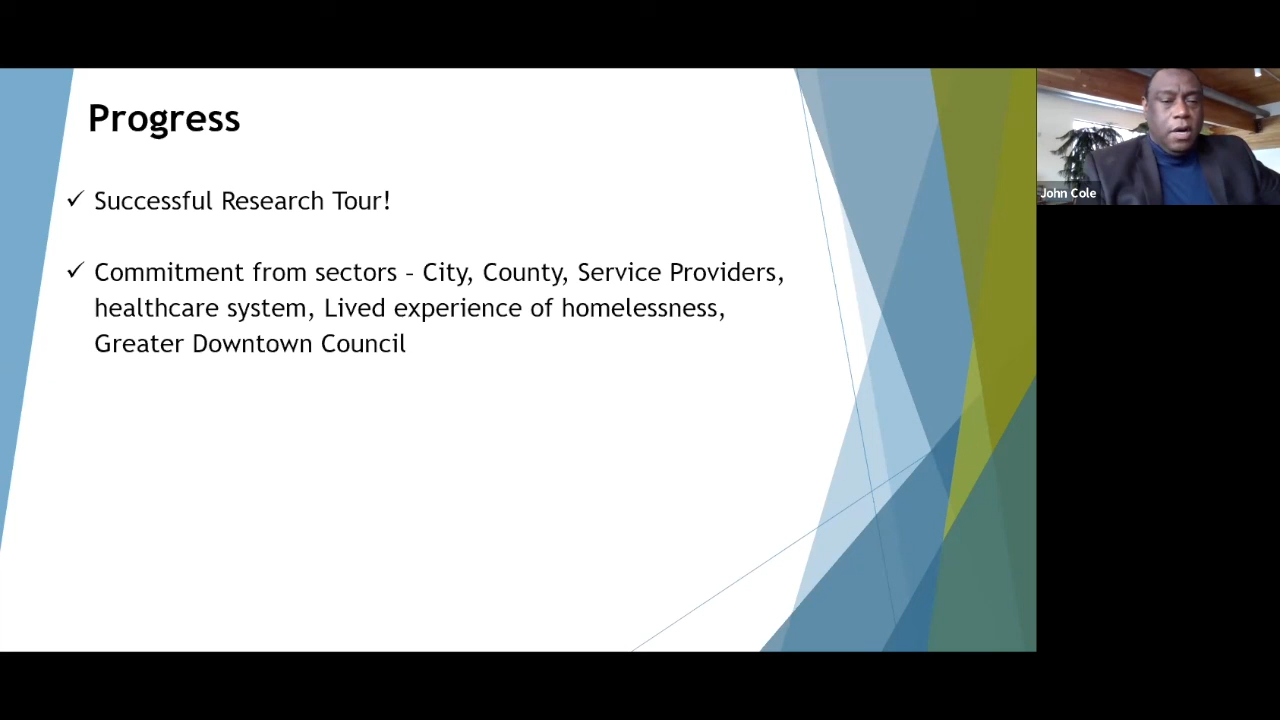 Progress
✓ Successful Research Tour!
✓ Commitment from sectors – City, County, Service Providers,
healthcare system, Lived experience of homelessness,
Greater Downtown Council
John Cole